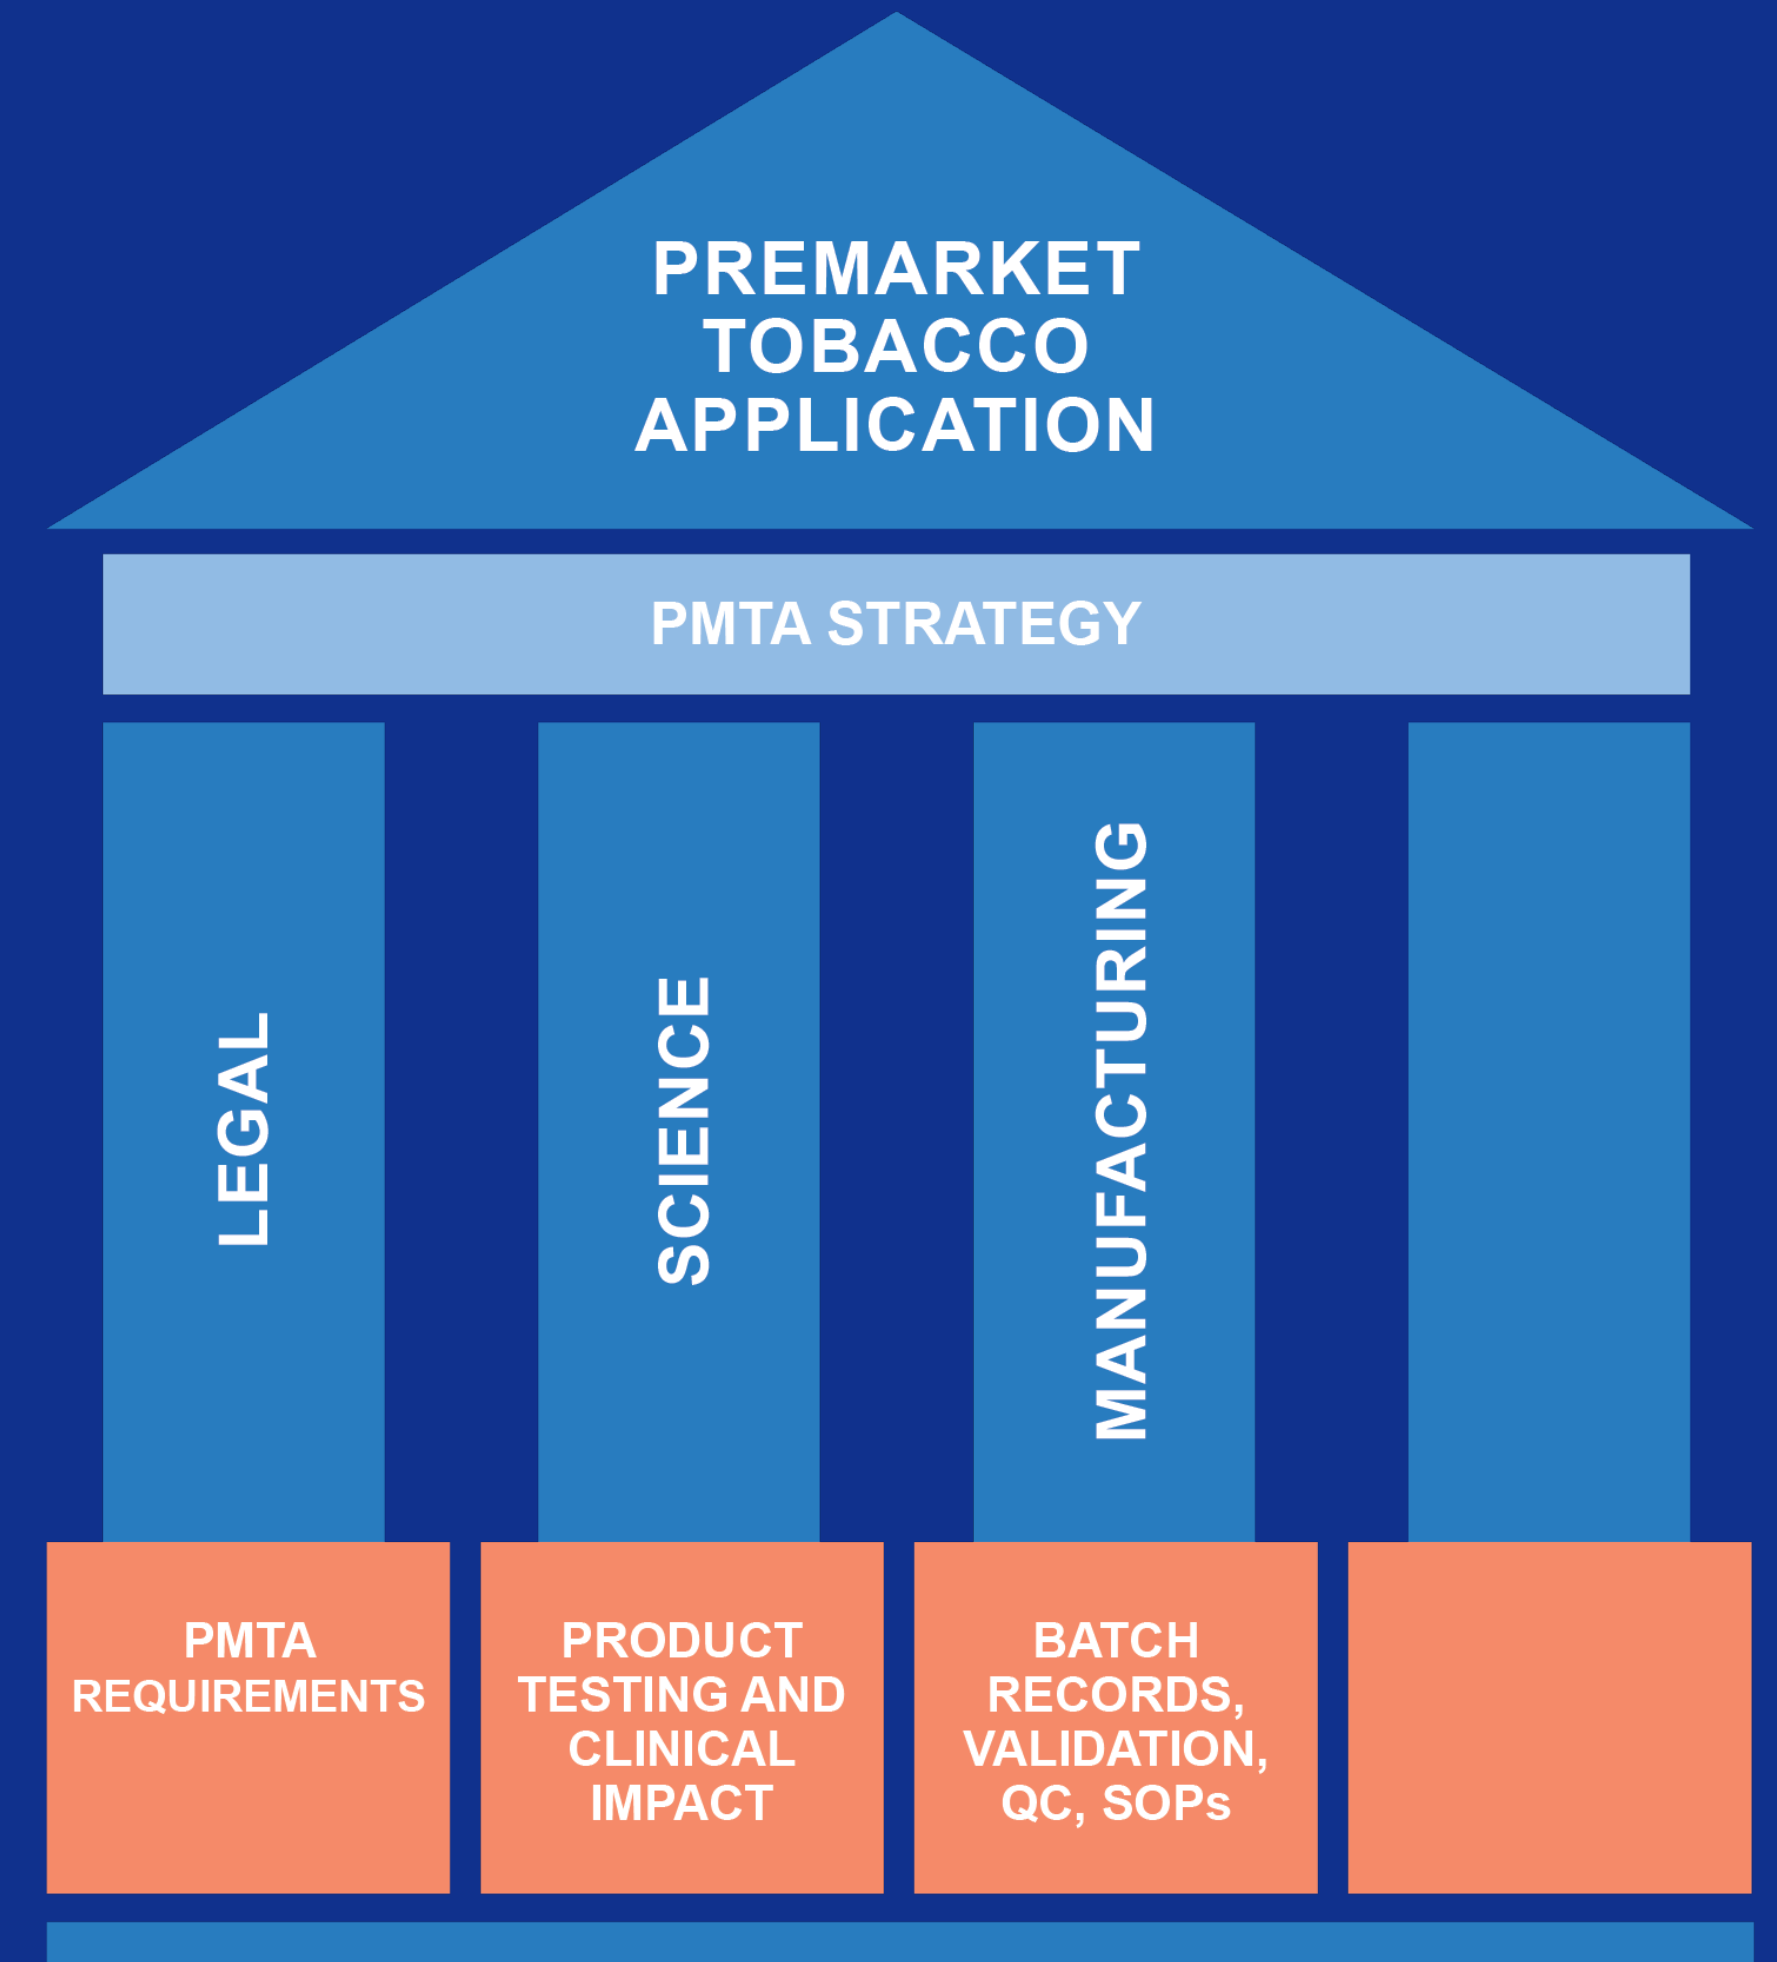 PREMARKET
TOBACCO
APPLICATION
PMTA STRATEGY
LEGAL
SCIENCE
MANUFACTURING
PMTA
REQUIREMENTS
PRODUCT
TESTING AND
CLINICAL
IMPACT
BATCH
RECORDS,
VALIDATION,
QC, SOPs